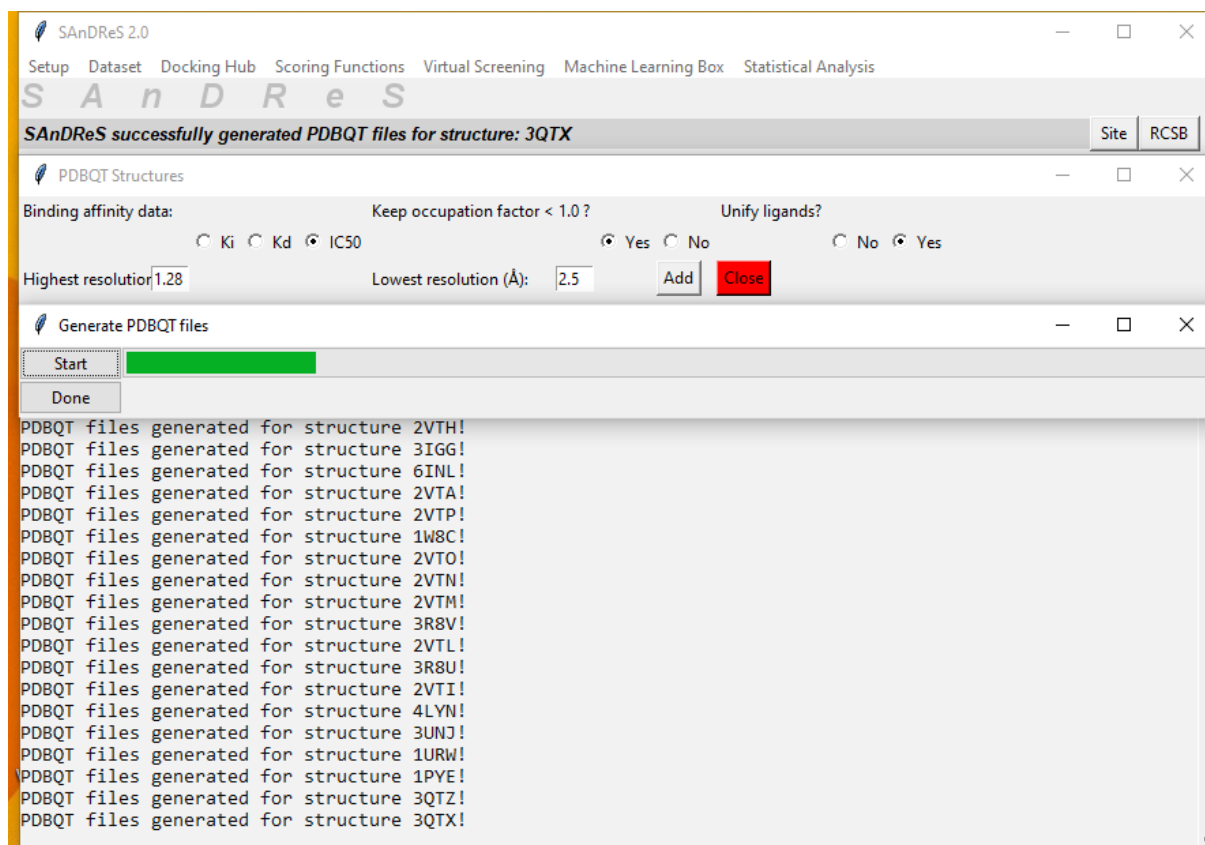 SAnDReS 2.0
Setup Dataset Docking Hub Scoring Functions Virtual Screening Machine Learning Box Statistical Analysis
S A n D R e S
SAnDReS successfully generated PDBQT files for structure: 3QTX Site RCSB
PDBQT Structures
Binding affinity data: Keep occupation factor < 1.0 ? Unify ligands?
Ki Kd IC50 Yes No No Yes
Highest resolution 1.28 Lowest resolution (Å): 2.5 Add Close
Generate PDBQT files
Start
Done
PDBQT files generated for structure 2VTH!
PDBQT files generated for structure 3IGG!
PDBQT files generated for structure 6INL!
PDBQT files generated for structure 2VTA!
PDBQT files generated for structure 2VTP!
PDBQT files generated for structure 1W8C!
PDBQT files generated for structure 2VTO!
PDBQT files generated for structure 2VTN!
PDBQT files generated for structure 2VTM!
PDBQT files generated for structure 3R8V!
PDBQT files generated for structure 2VTL!
PDBQT files generated for structure 3R8U!
PDBQT files generated for structure 2VTI!
PDBQT files generated for structure 4LYN!
PDBQT files generated for structure 3UNJ!
PDBQT files generated for structure 1URW!
PDBQT files generated for structure 1PYE!
PDBQT files generated for structure 3QTZ!
PDBQT files generated for structure 3QTX!